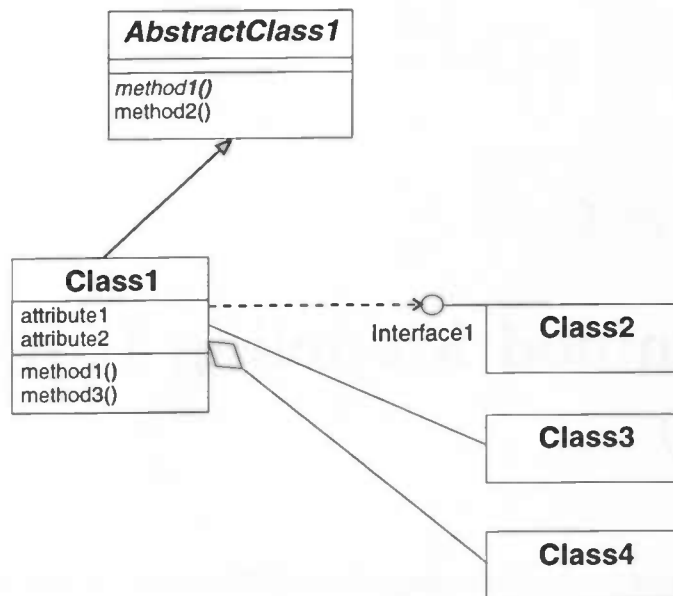 AbstractClass1
method1()
method2()
Class1
attribute1
attribute2
method1()
method3()
Interface1
Class2
Class3
Class4